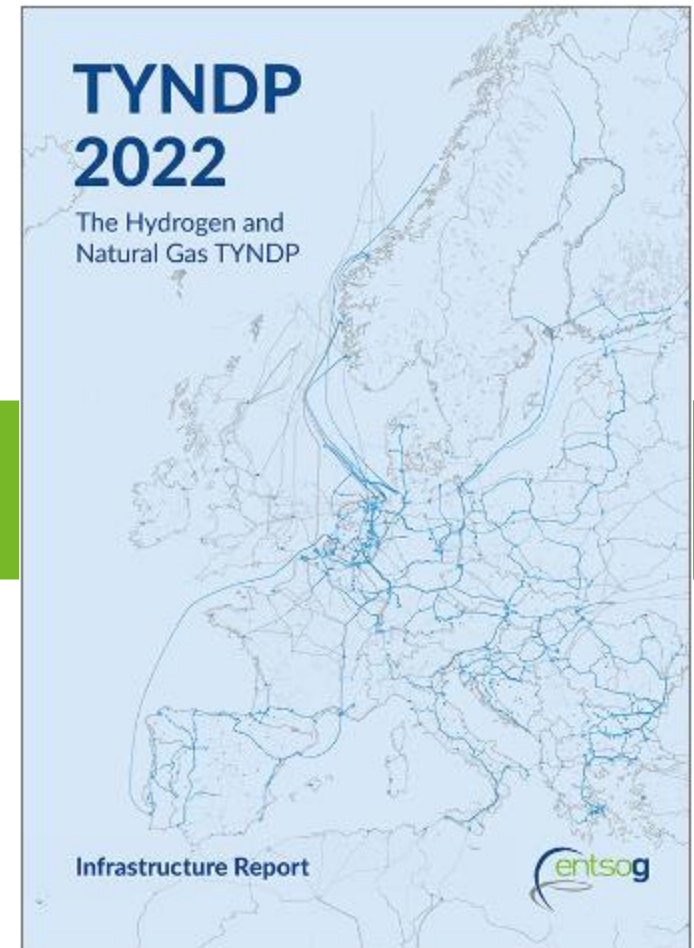 TYNDP
2022
The Hydrogen and
Natural Gas TYNDP
Infrastructure Report
entsog